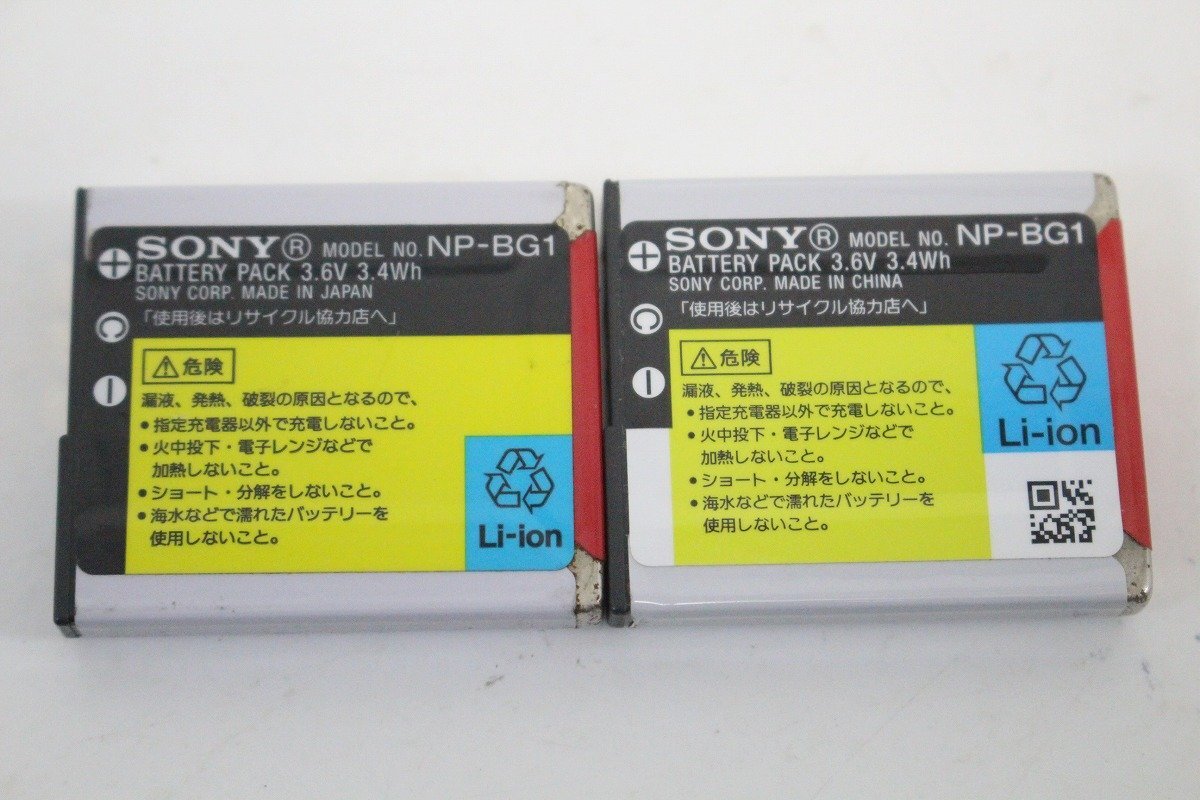 SONY® MODEL NO. NP-BG1
BATTERY PACK 3.6V 3.4Wh
SONY CORP. MADE IN JAPAN
「使用後はリサイクル協力店へ」
危険
漏液、発熱、破裂の原因となるので、
•指定充電器以外で充電しないこと。
•火中投下・電子レンジなどで
加熱しないこと。
•ショート・分解をしないこと。
•海水などで濡れたバッテリーを
使用しないこと。
Li-ion
SONY® MODEL NO. NP-BG1
BATTERY PACK 3.6V 3.4Wh
SONY CORP. MADE IN CHINA
「使用後はリサイクル協力店へ」
危険
漏液、発熱、破裂の原因となるので、
•指定充電器以外で充電しないこと。
•火中投下・電子レンジなどで
加熱しないこと。
•ショート・分解をしないこと。
•海水などで濡れたバッテリーを
使用しないこと。
Li-ion